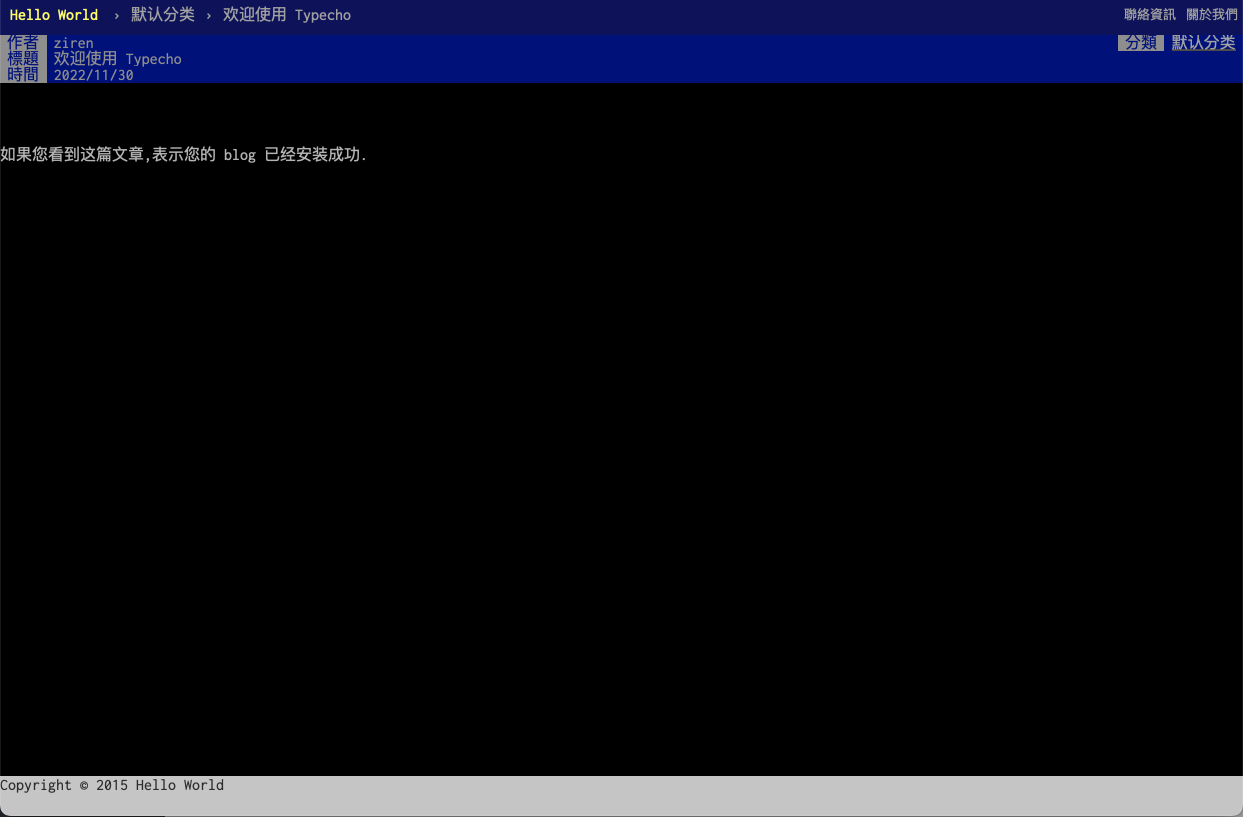 Hello World › 默认分类 › 欢迎使用 Typecho 聯絡資訊 關於我們
作者 ziren 分類 默认分类
標題 欢迎使用 Typecho
時間 2022/11/30
如果您看到这篇文章,表示您的 blog 已经安装成功.
Copyright © 2015 Hello World